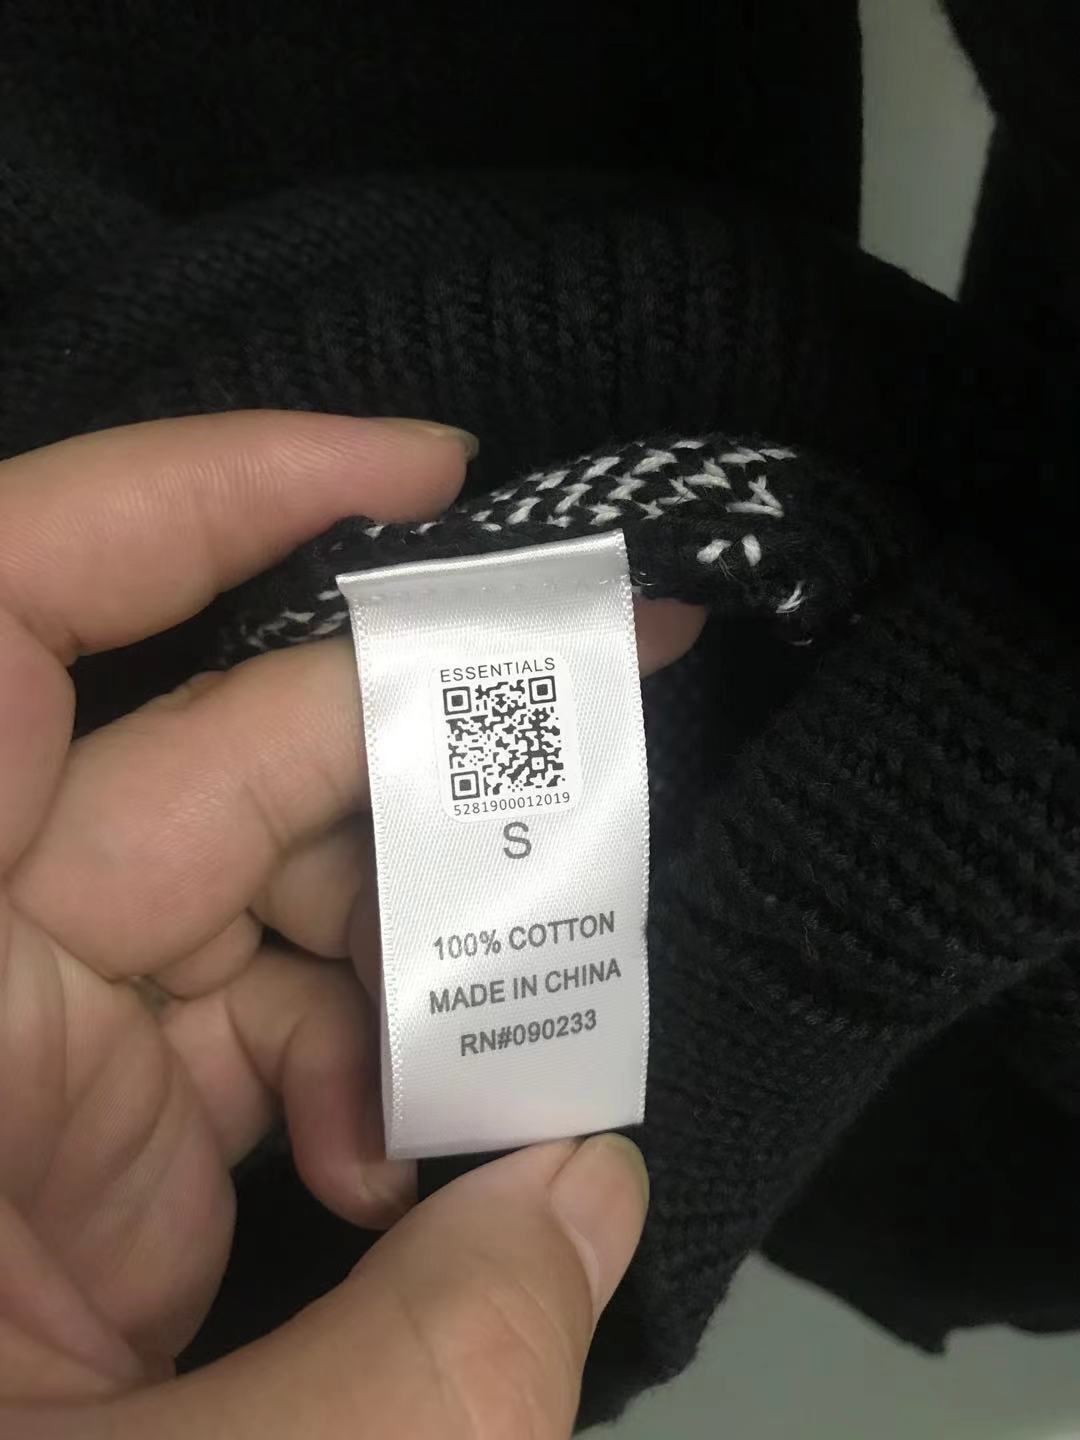 ESSENTIALS
5281900012019
S
100% COTTON
MADE IN CHINA
RN#090233